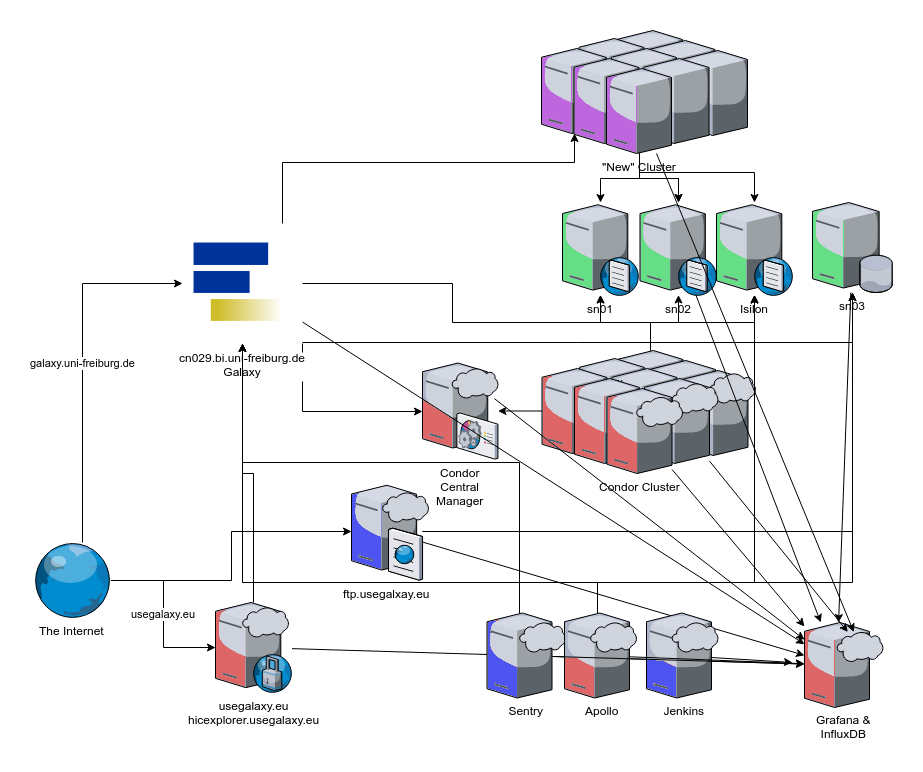 "New" Cluster
sn01
sn02
Isilon
sn03
galaxy.uni-freiburg.de
cn029.bi.uni-freiburg.de
Galaxy
Condor
Central
Manager
Condor Cluster
ftp.usegalxay.eu
The Internet
usegalaxy.eu
usegalaxy.eu
hicexplorer.usegalaxy.eu
Sentry
Apollo
Jenkins
Grafana &
InfluxDB